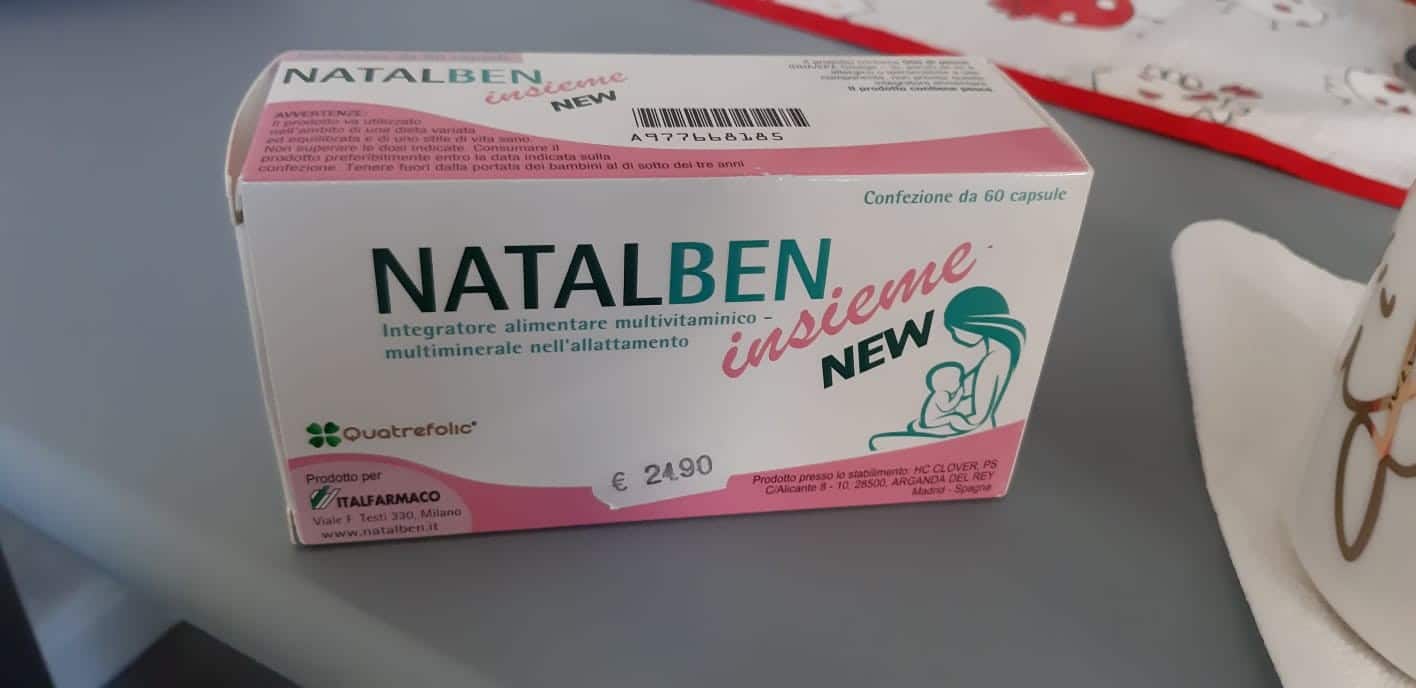 NATALBEN
insieme
NEW
AVVERTENZE:
Il prodotto va utilizzato
nell'ambito di una dieta variata
ed equilibrata e di uno stile di vita sano.
Non superare le dosi indicate. Consumare il
prodotto preferibilmente entro la data indicata sulla
confezione. Tenere fuori dalla portata dei bambini al di sotto dei tre anni
Il prodotto contiene pesce
A977668185
Confezione da 60 capsule
NATALBEN
insieme
NEW
Integratore alimentare multivitaminico -
multiminerale nell'allattamento
Quatrefolic®
Prodotto per
ITALFARMACO
Viale F. Testi 330, Milano
www.natalben.it
€ 24.90
Prodotto presso lo stabilimento: HC CLOVER, PS
C/Alicante 8 - 10, 28500, ARGANDA DEL REY
Madrid - Spagna